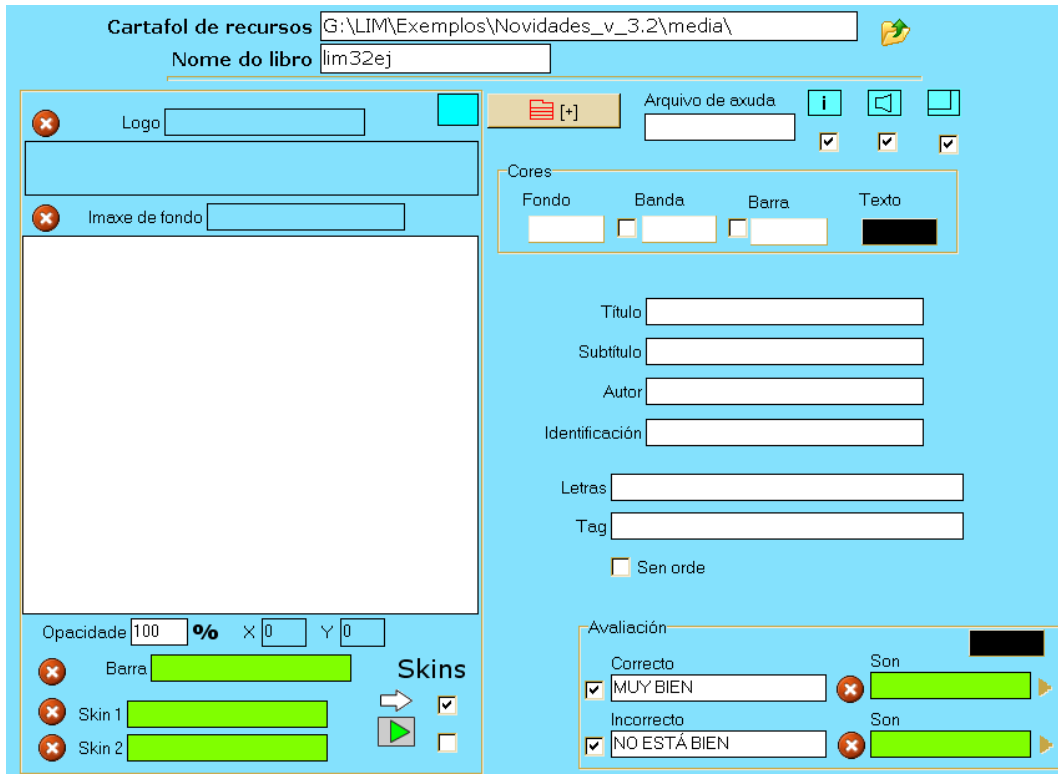 Cartafol de recursos G:\LIM\Exemplos\Novidades_v_3.2\media\
Nome do libro lim32ej
Logo
[+]
Arquivo de axuda
i
Imaxe de fondo
Cores
Fondo Banda Barra Texto
Título
Subtítulo
Autor
Identificación
Letras
Tag
Sen orde
Opacidade 100 % X 0 Y 0
Barra
Skins
Skin 1
Skin 2
Avaliación
Correcto Son
MUY BIEN
Incorrecto Son
NO ESTÁ BIEN